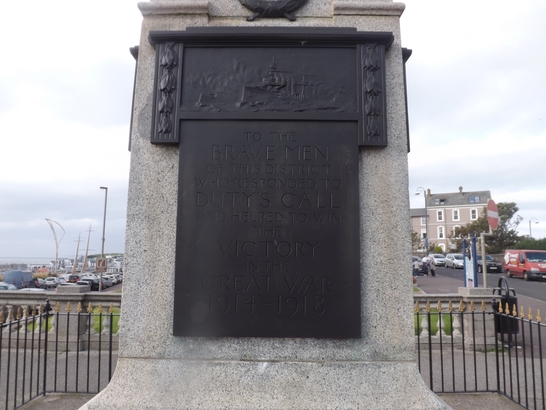 TO THE
BRAVE MEN
OF THIS DISTRICT
WHO RESPONDED TO
DUTY'S CALL
AND HELPED TO WIN
THE
VICTORY
IN THE
GREAT WAR
1914-1918